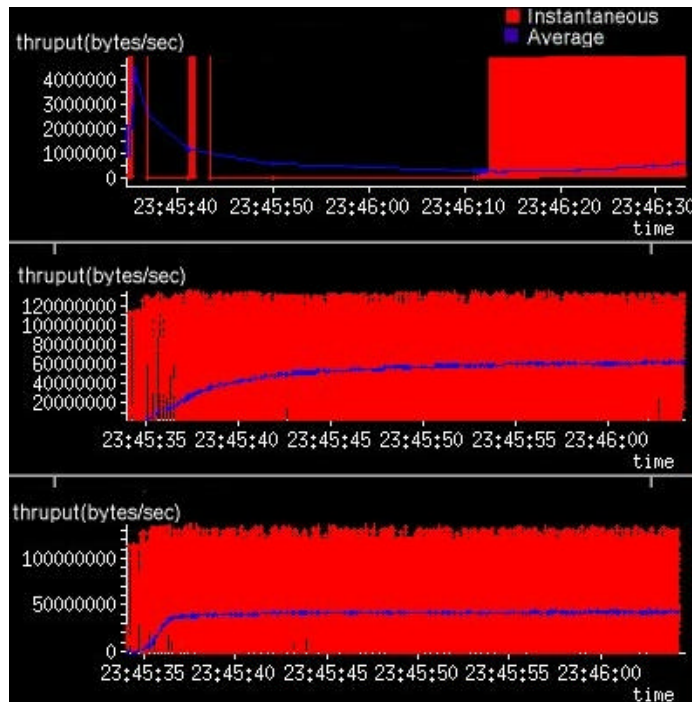 Instantaneous
Average
thruput(bytes/sec)
4000000
3000000
2000000
1000000
0
23:45:40 23:45:50 23:46:00 23:46:10 23:46:20 23:46:30
time
thruput(bytes/sec)
120000000
100000000
80000000
60000000
40000000
20000000
23:45:35 23:45:40 23:45:45 23:45:50 23:45:55 23:46:00
time
thruput(bytes/sec)
100000000
50000000
0
23:45:35 23:45:40 23:45:45 23:45:50 23:45:55 23:46:00
time